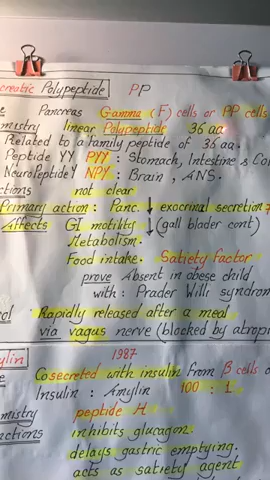 creatic Polypeptide PP
Pancreas Gamma (F) cells or PP cells
mistry linear Polypeptide 36 aa
Related to a family peptide of 36 aa.
Peptide YY PYY : Stomach, Intestine & Co
NeuroPeptide Y NPY : Brain, ANS.
ctions not clear
Primary action : Panc. ↓ exocrinal secretion
Affects GI motility ↓ (gall bladder cont)
Metabolism.
Food intake. Satiety factor
prove Absent in obese child
with : Prader Willi syndrom
ol Rapidly released after a meal
via vagus nerve (blocked by atropi
ylin 1987
Cosecreted with insulin from β cells o
Insulin : Amylin 100 : 1
mistry peptide H
nctions inhibits glucagon.
delays gastric emptying.
acts as satiety agent